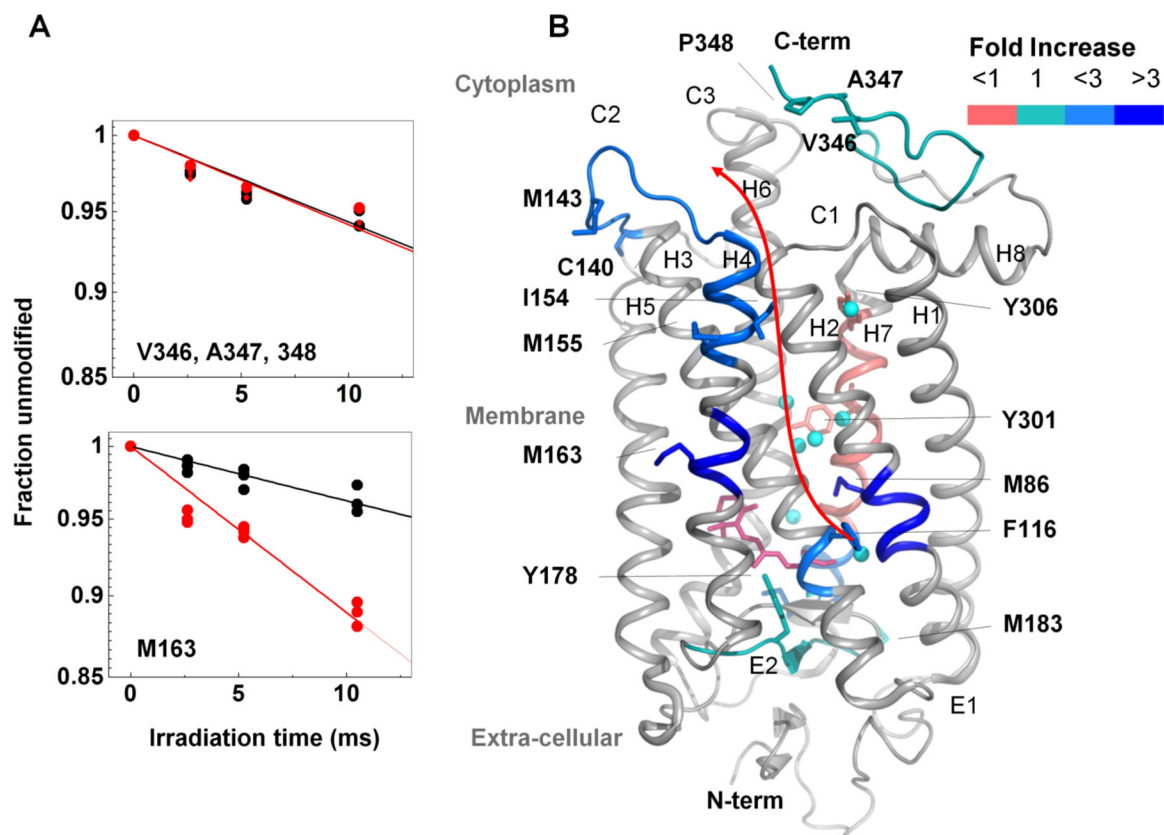 A
Fraction unmodified
1
0.95
0.9
0.85
0
5
10
V346, A347, 348
1
0.95
0.9
0.85
0
5
10
M163
Irradiation time (ms)
B
P348
C-term
A347
Fold Increase
<1 1 <3 >3
Cytoplasm
C3
C2
V346
H6
M143
C1
C140
H3
H4
H8
I154
H5
Y306
H2
H7
H1
M155
Membrane
Y301
M163
M86
F116
Y178
M183
E2
E1
Extra-cellular
N-term